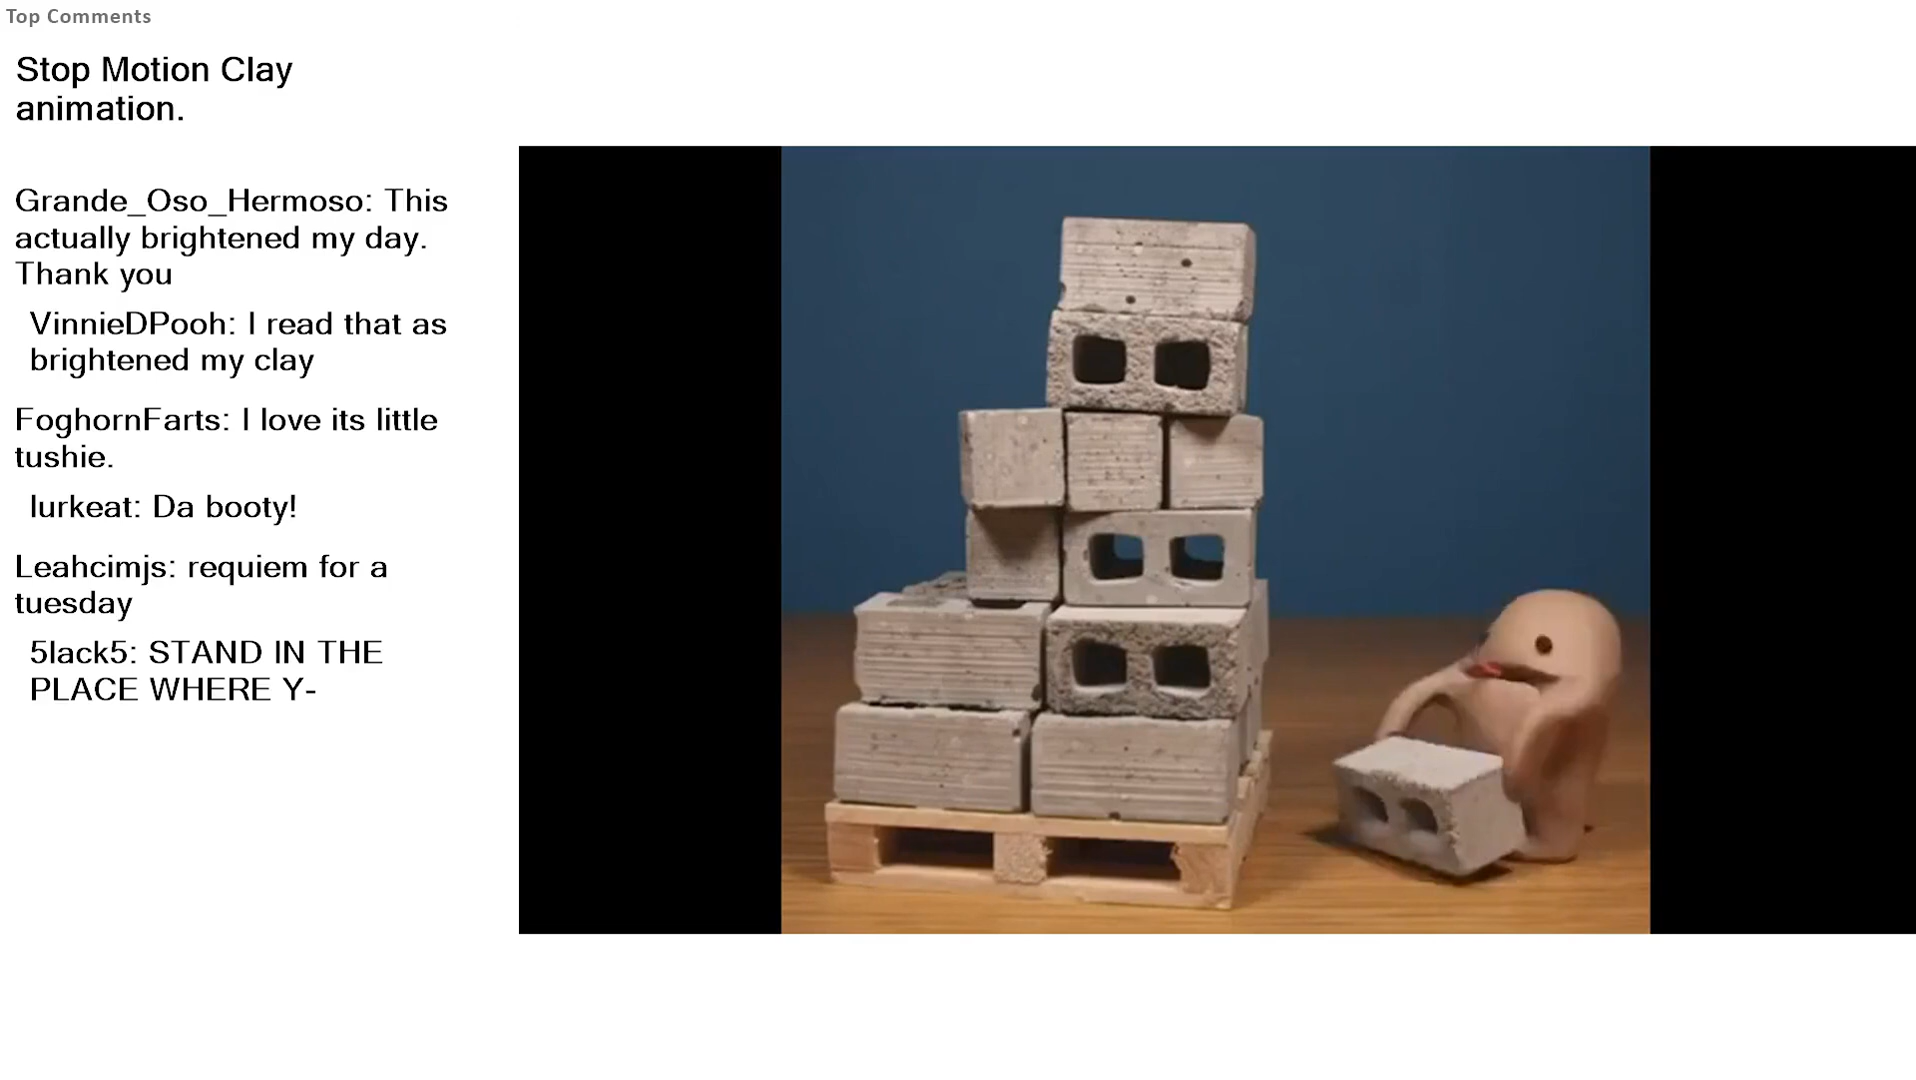 Top Comments
Stop Motion Clay
animation.
Grande_Oso_Hermoso: This
actually brightened my day.
Thank you
VinnieDPooh: I read that as
brightened my clay
FoghornFarts: I love its little
tushie.
lurkeat: Da booty!
Leahcimjs: requiem for a
tuesday
5lack5: STAND IN THE
PLACE WHERE Y-